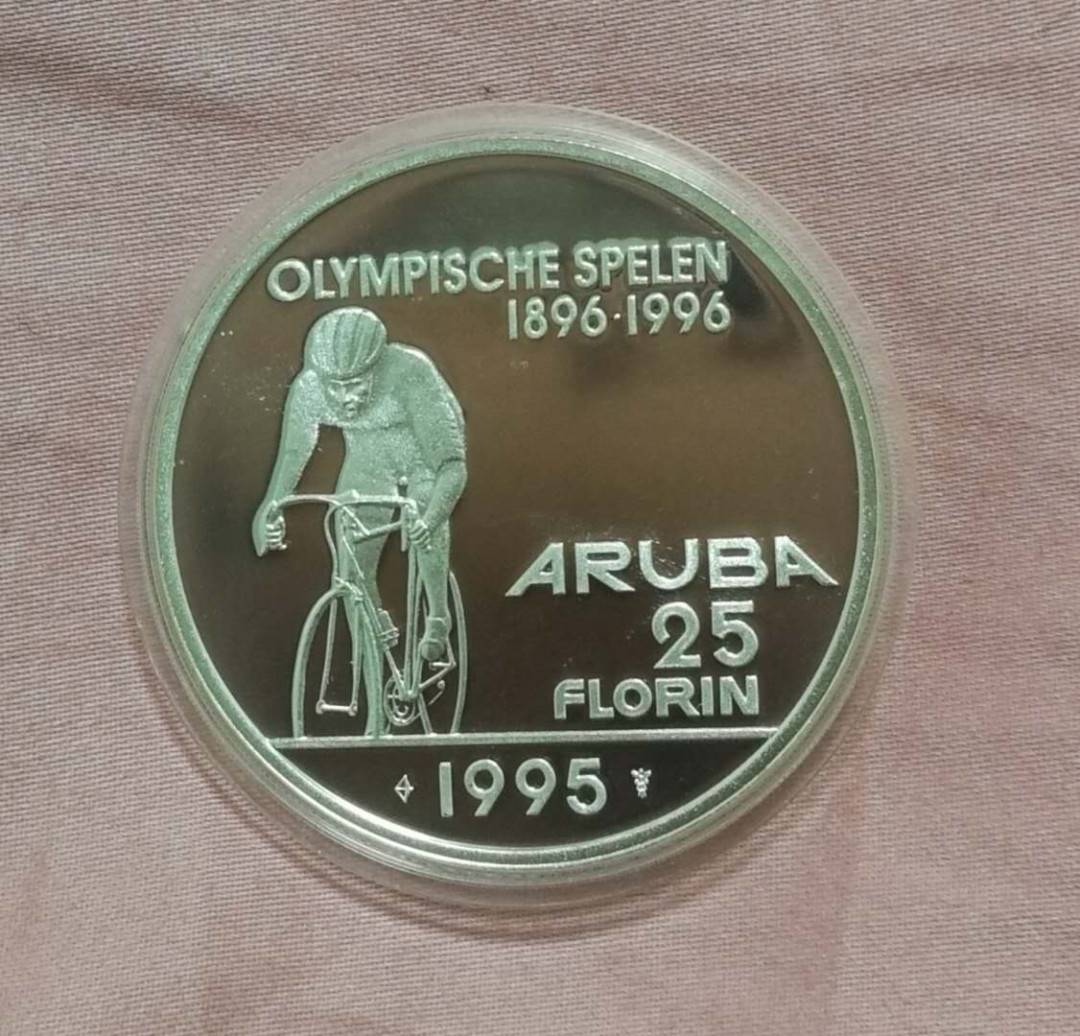 OLYMPISCHE SPELEN
1896·1996
ARUBA
25
FLORIN
1995